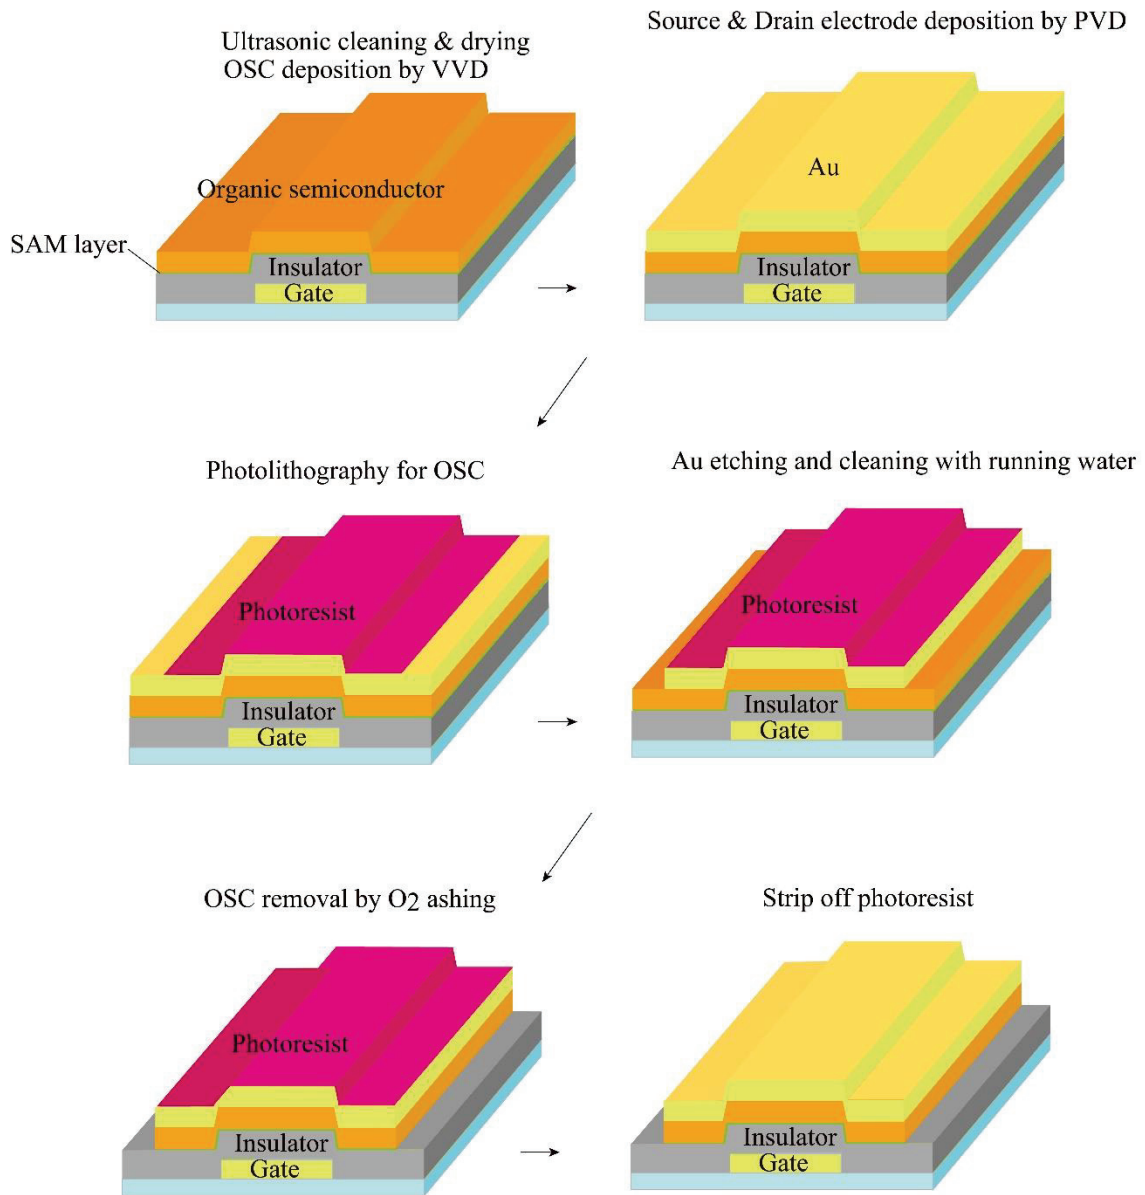 Ultrasonic cleaning & drying
OSC deposition by VVD
Organic semiconductor
SAM layer
Insulator
Gate
Source & Drain electrode deposition by PVD
Au
Insulator
Gate
Photolithography for OSC
Photoresist
Insulator
Gate
Au etching and cleaning with running water
Photoresist
Insulator
Gate
OSC removal by O2 ashing
Photoresist
Insulator
Gate
Strip off photoresist
Insulator
Gate